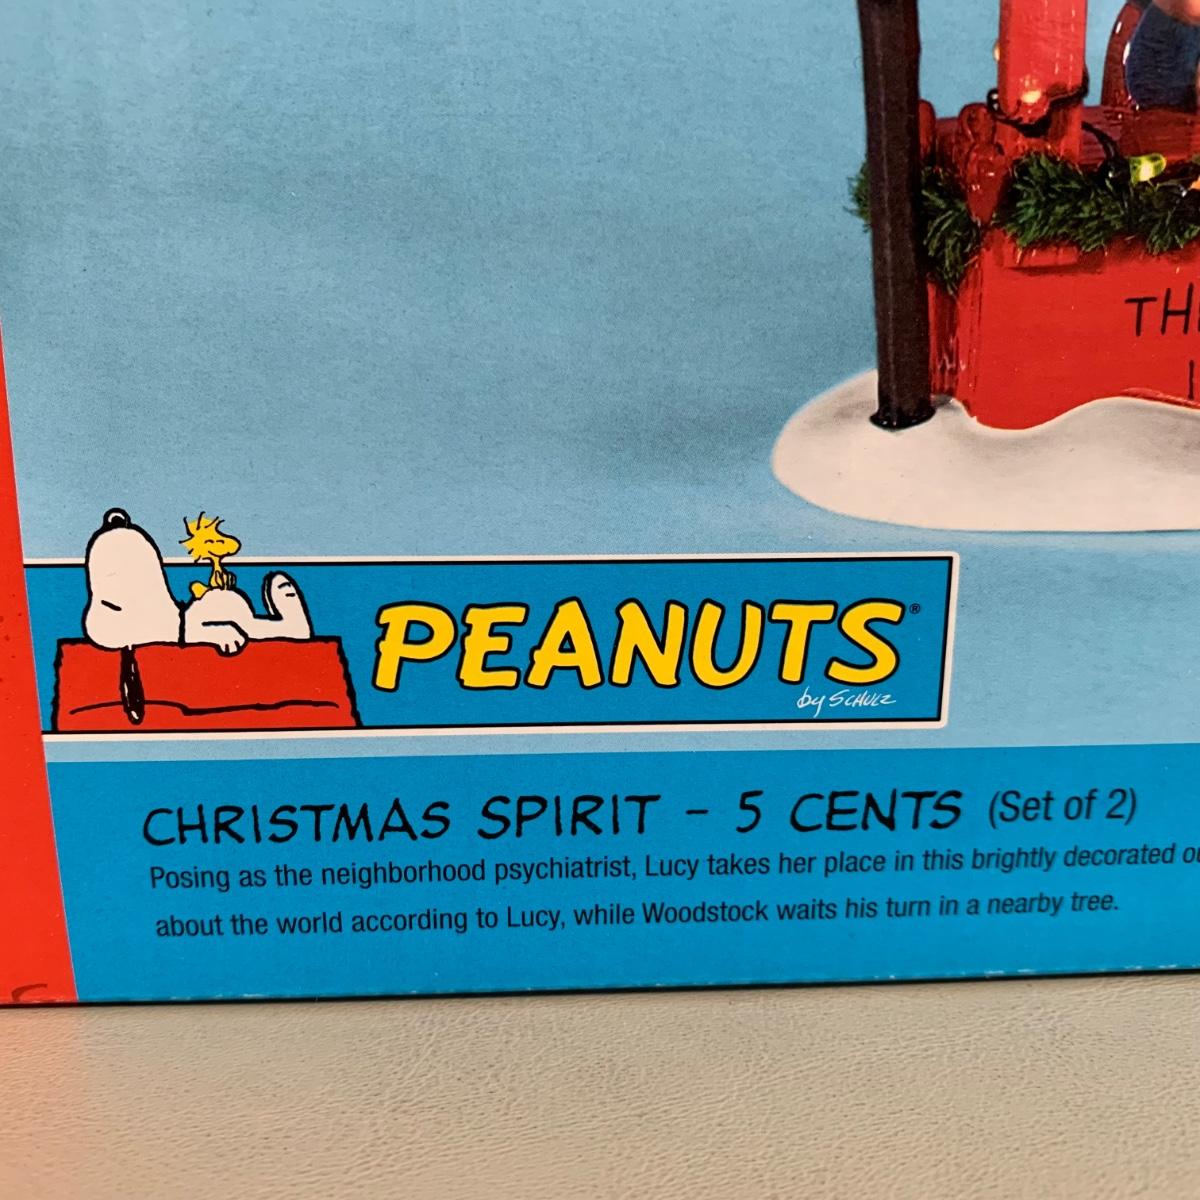 PEANUTS®
by SCHULZ
CHRISTMAS SPIRIT - 5 CENTS (Set of 2)
Posing as the neighborhood psychiatrist, Lucy takes her place in this brightly decorated
about the world according to Lucy, while Woodstock waits his turn in a nearby tree.